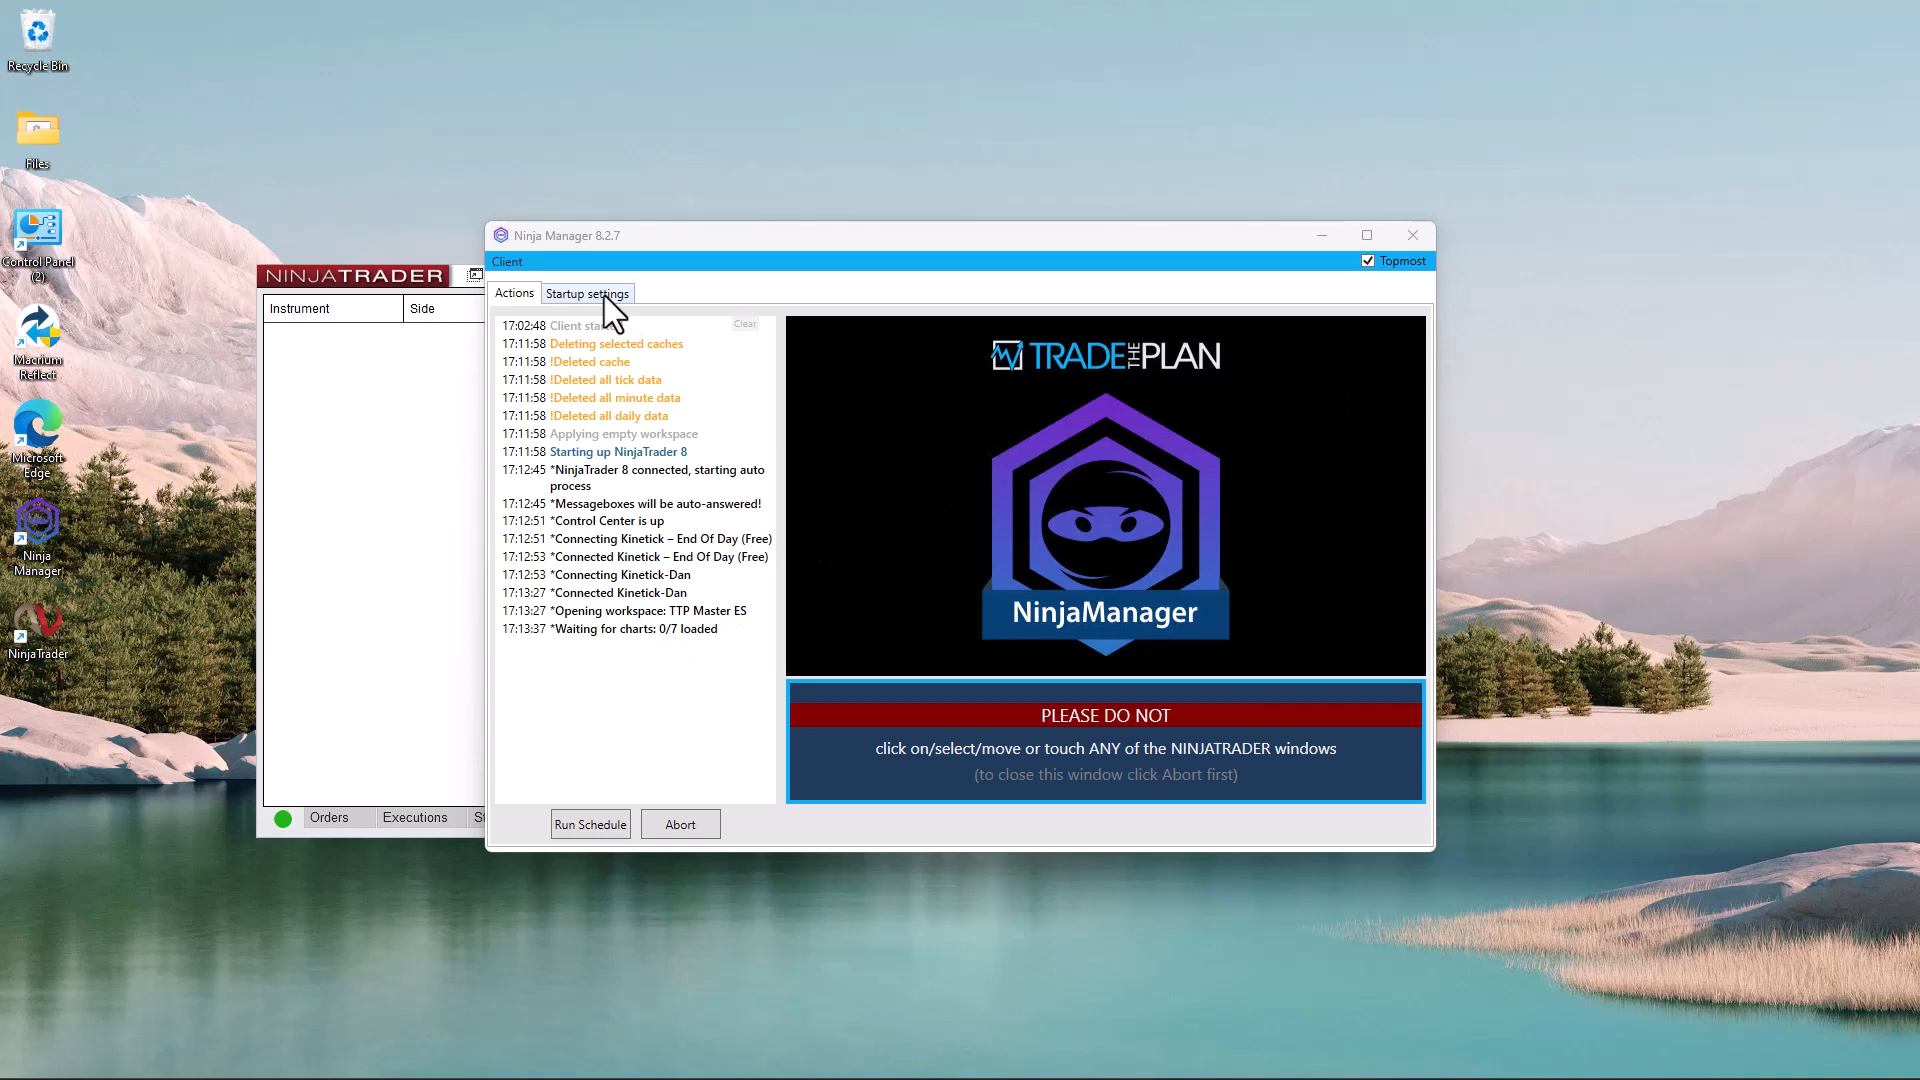 Recycle Bin
Files
Control Panel
(2)
Macrium
Reflect
Microsoft
Edge
Ninja
Manager
NinjaTrader
NINJATRADER
Instrument
Side
Orders
Executions
Ninja Manager 8.2.7
Client
Topmost
Actions
Startup settings
17:02:48 Client
Clear
17:11:58 Deleting selected caches
17:11:58 !Deleted cache
17:11:58 !Deleted all tick data
17:11:58 !Deleted all minute data
17:11:58 !Deleted all daily data
17:11:58 Applying empty workspace
17:11:58 Starting up NinjaTrader 8
17:12:45 *NinjaTrader 8 connected, starting auto
process
17:12:45 *Messageboxes will be auto-answered!
17:12:51 *Control Center is up
17:12:51 *Connecting Kinetick – End Of Day (Free)
17:12:53 *Connected Kinetick – End Of Day (Free)
17:12:53 *Connecting Kinetick-Dan
17:13:27 *Connected Kinetick-Dan
17:13:27 *Opening workspace: TTP Master ES
17:13:37 *Waiting for charts: 0/7 loaded
Run Schedule
Abort
TRADE THE PLAN
NinjaManager
PLEASE DO NOT
click on/select/move or touch ANY of the NINJATRADER windows
(to close this window click Abort first)